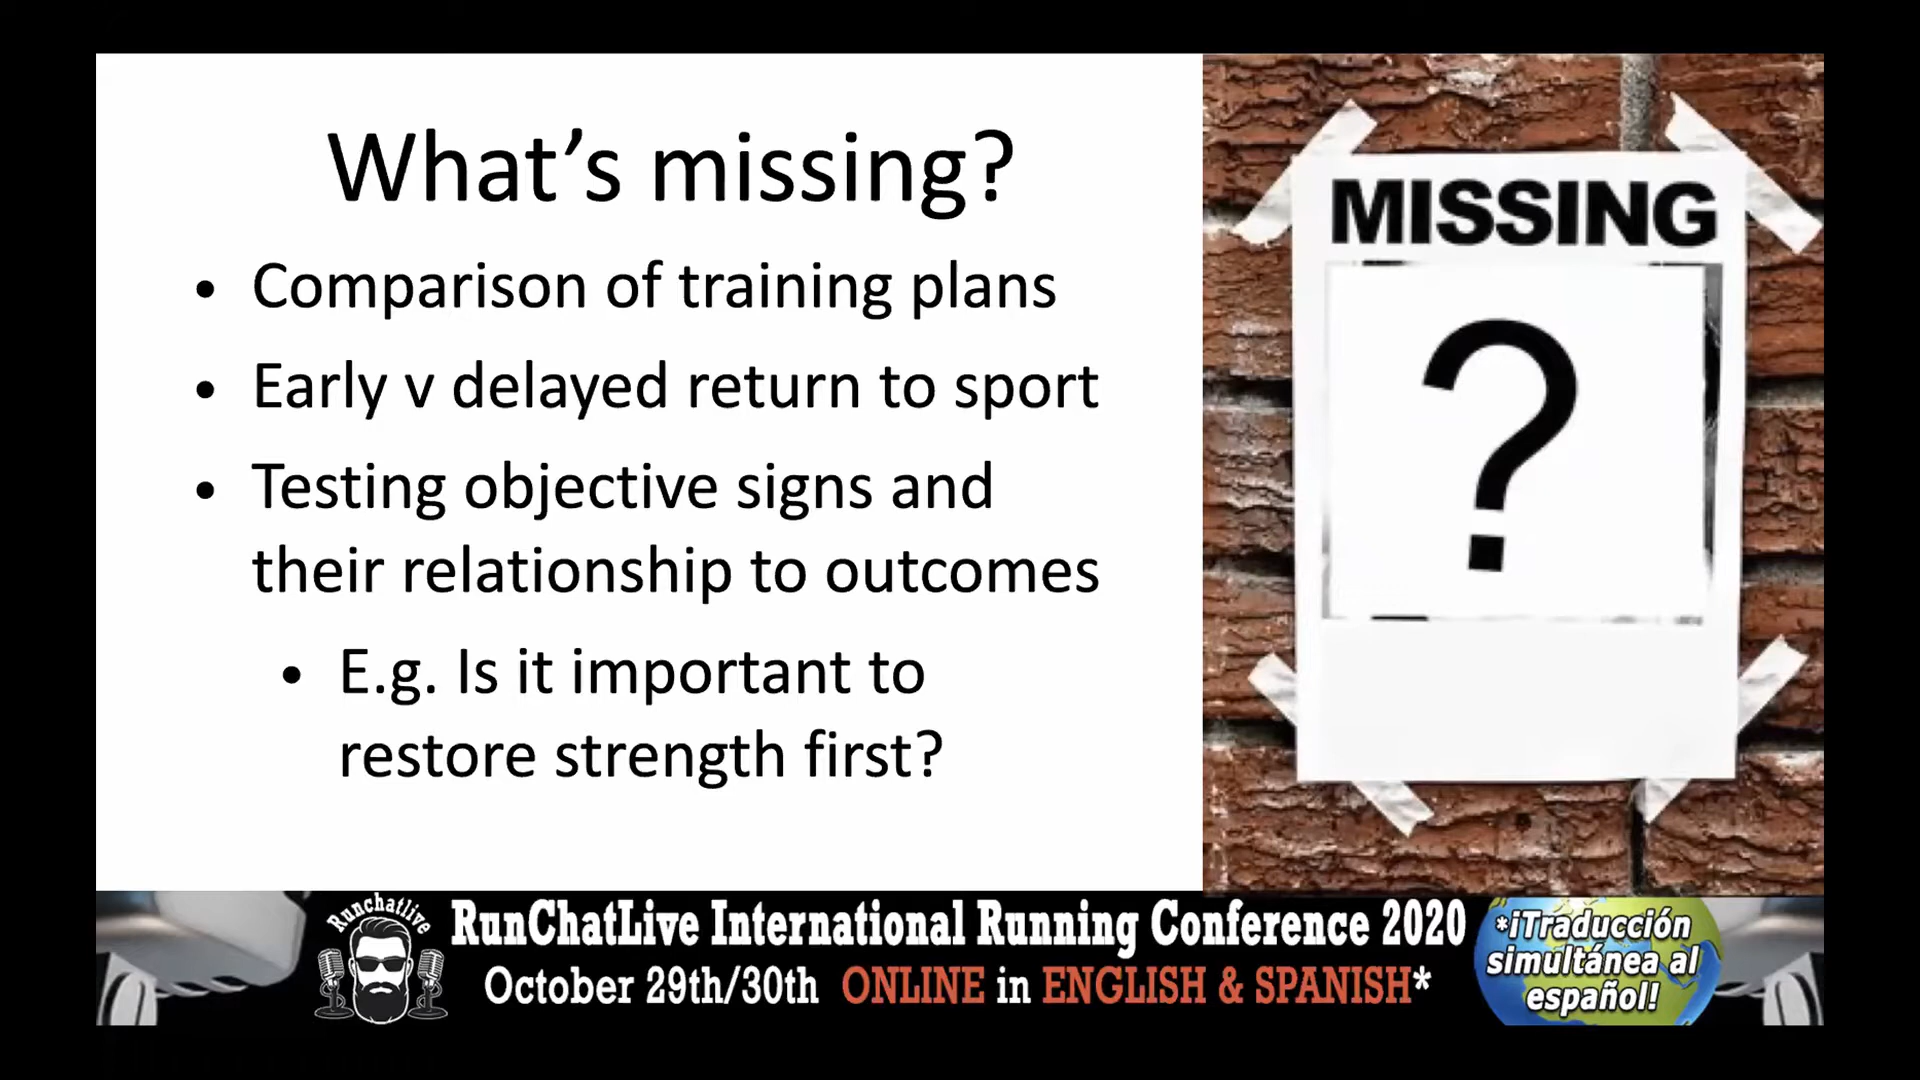 What's missing?
• Comparison of training plans
• Early v delayed return to sport
• Testing objective signs and
their relationship to outcomes
• E.g. Is it important to
restore strength first?
MISSING
?
Runchatlive
RunChatLive International Running Conference 2020
October 29th/30th ONLINE in ENGLISH & SPANISH*
*¡Traducción
simultánea al
español!